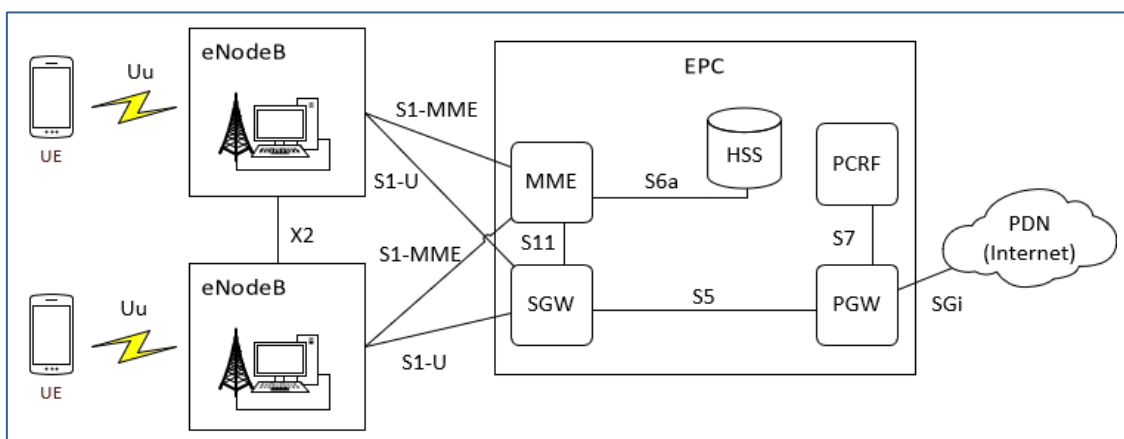 eNodeB
Uu
UE
EPC
S1-MME
S1-U
MME
S6a
HSS
PCRF
X2
S1-MME
S11
S7
PDN
(Internet)
eNodeB
Uu
UE
SGW
S5
PGW
SGi
S1-U